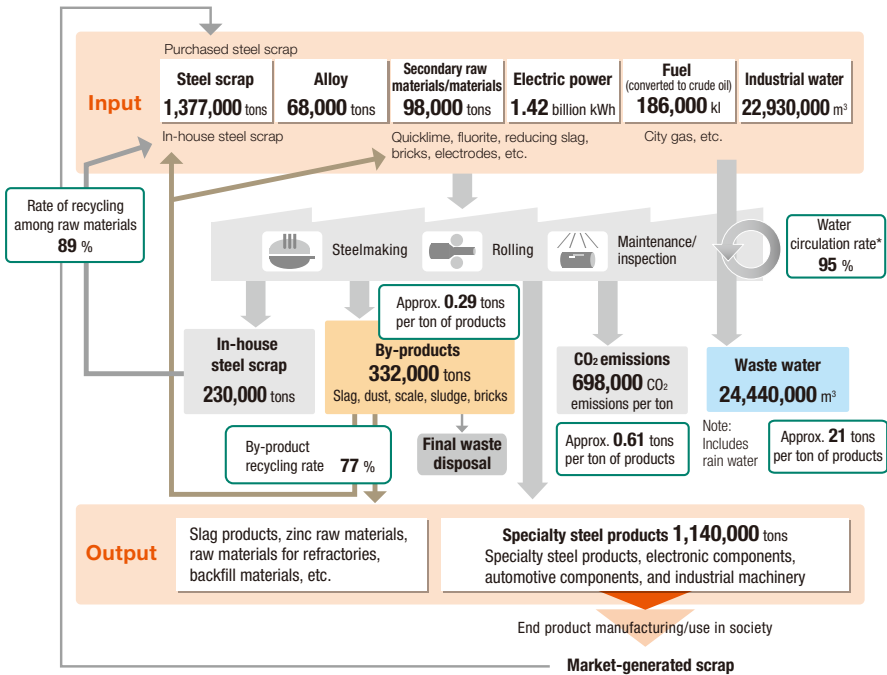 Purchased steel scrap
Input
Steel scrap
1,377,000 tons
Alloy
68,000 tons
Secondary raw
materials/materials
98,000 tons
Electric power
1.42 billion kWh
Fuel
(converted to crude oil)
186,000 kl
Industrial water
22,930,000 m³
In-house steel scrap
Quicklime, fluorite, reducing slag,
bricks, electrodes, etc.
City gas, etc.
Rate of recycling
among raw materials
89 %
Steelmaking
Rolling
Maintenance/
inspection
Water
circulation rate*
95 %
Approx. 0.29 tons
per ton of products
In-house
steel scrap
230,000 tons
By-products
332,000 tons
Slag, dust, scale, sludge, bricks
CO₂ emissions
698,000 CO₂
emissions per ton
Waste water
24,440,000 m³
By-product
recycling rate 77 %
Final waste
disposal
Approx. 0.61 tons
per ton of products
Note:
Includes
rain water
Approx. 21 tons
per ton of products
Output
Slag products, zinc raw materials,
raw materials for refractories,
backfill materials, etc.
Specialty steel products 1,140,000 tons
Specialty steel products, electronic components,
automotive components, and industrial machinery
End product manufacturing/use in society
Market-generated scrap